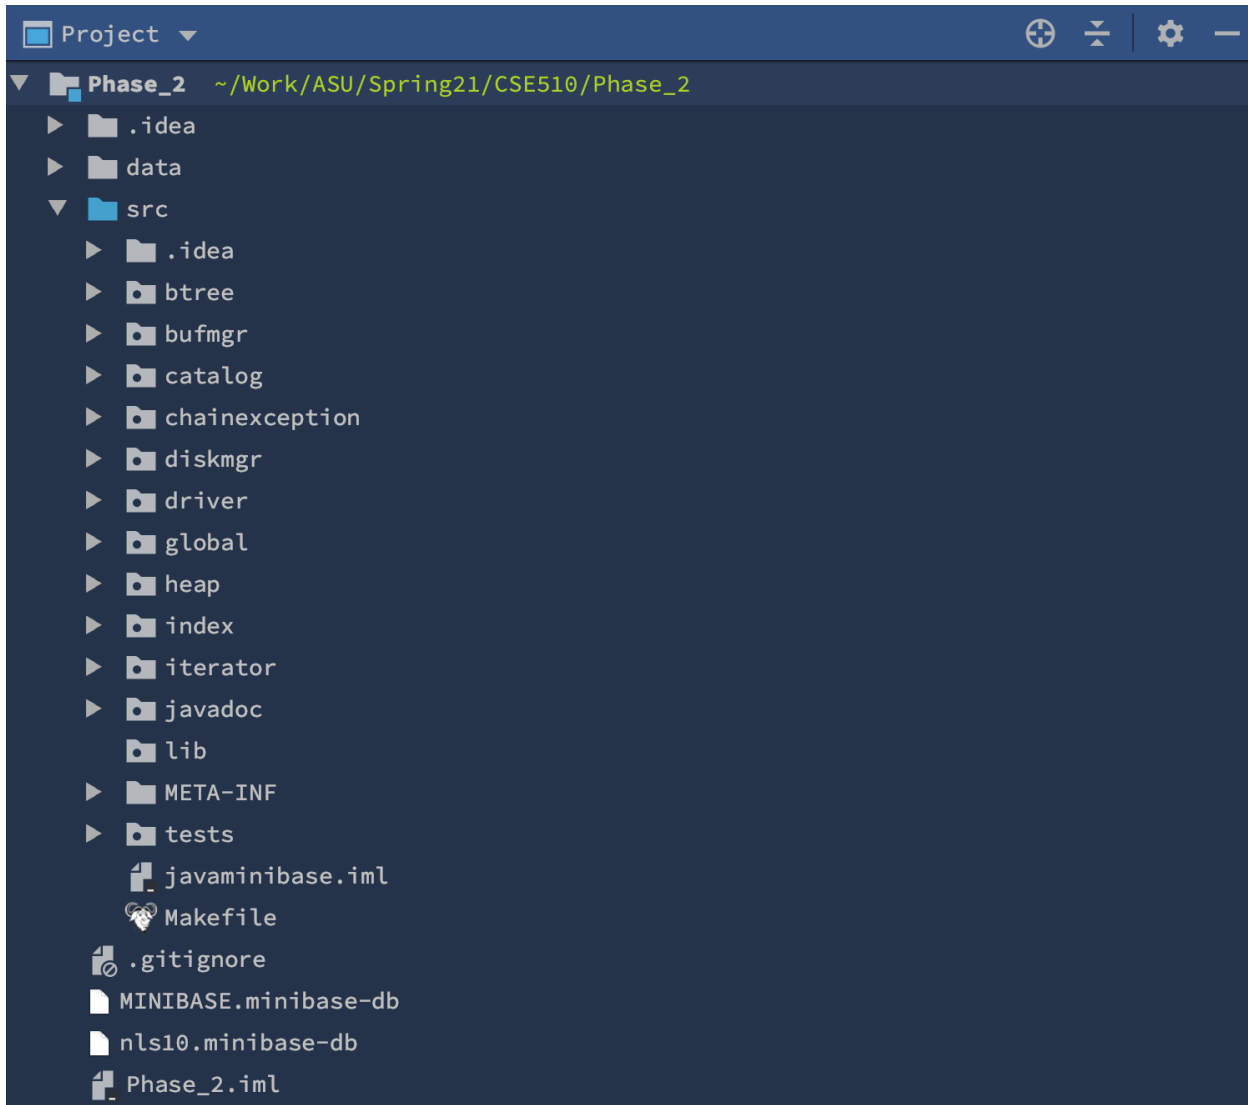 Project
Phase_2 ~/Work/ASU/Spring21/CSE510/Phase_2
.idea
data
src
.idea
btree
bufmgr
catalog
chainexception
diskmgr
driver
global
heap
index
iterator
javadoc
lib
META-INF
tests
javaminibase.iml
Makefile
.gitignore
MINIBASE.minibase-db
nls10.minibase-db
Phase_2.iml